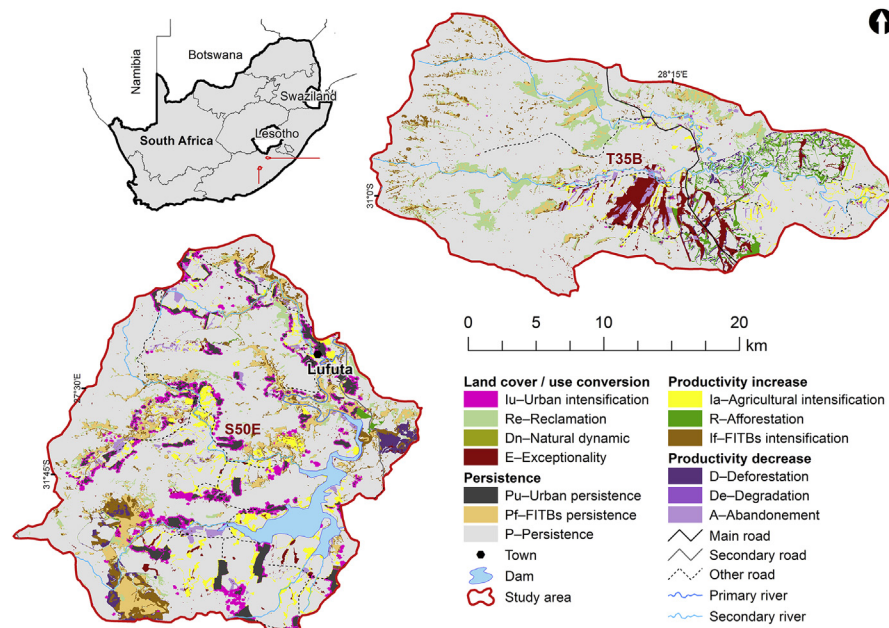 Namibia
Botswana
Swaziland
Lesotho
South Africa
28°15'E
T35B
31°0'S
27°30'E
Lufuta
S50E
31°45'S
0 5 10 20
km
Land cover / use conversion
Iu–Urban intensification
Re–Reclamation
Dn–Natural dynamic
E–Exceptionality
Persistence
Pu–Urban persistence
Pf–FITBs persistence
P–Persistence
Town
Dam
Study area
Productivity increase
Ia–Agricultural intensification
R–Afforestation
If–FITBs intensification
Productivity decrease
D–Deforestation
De–Degradation
A–Abandonement
Main road
Secondary road
Other road
Primary river
Secondary river